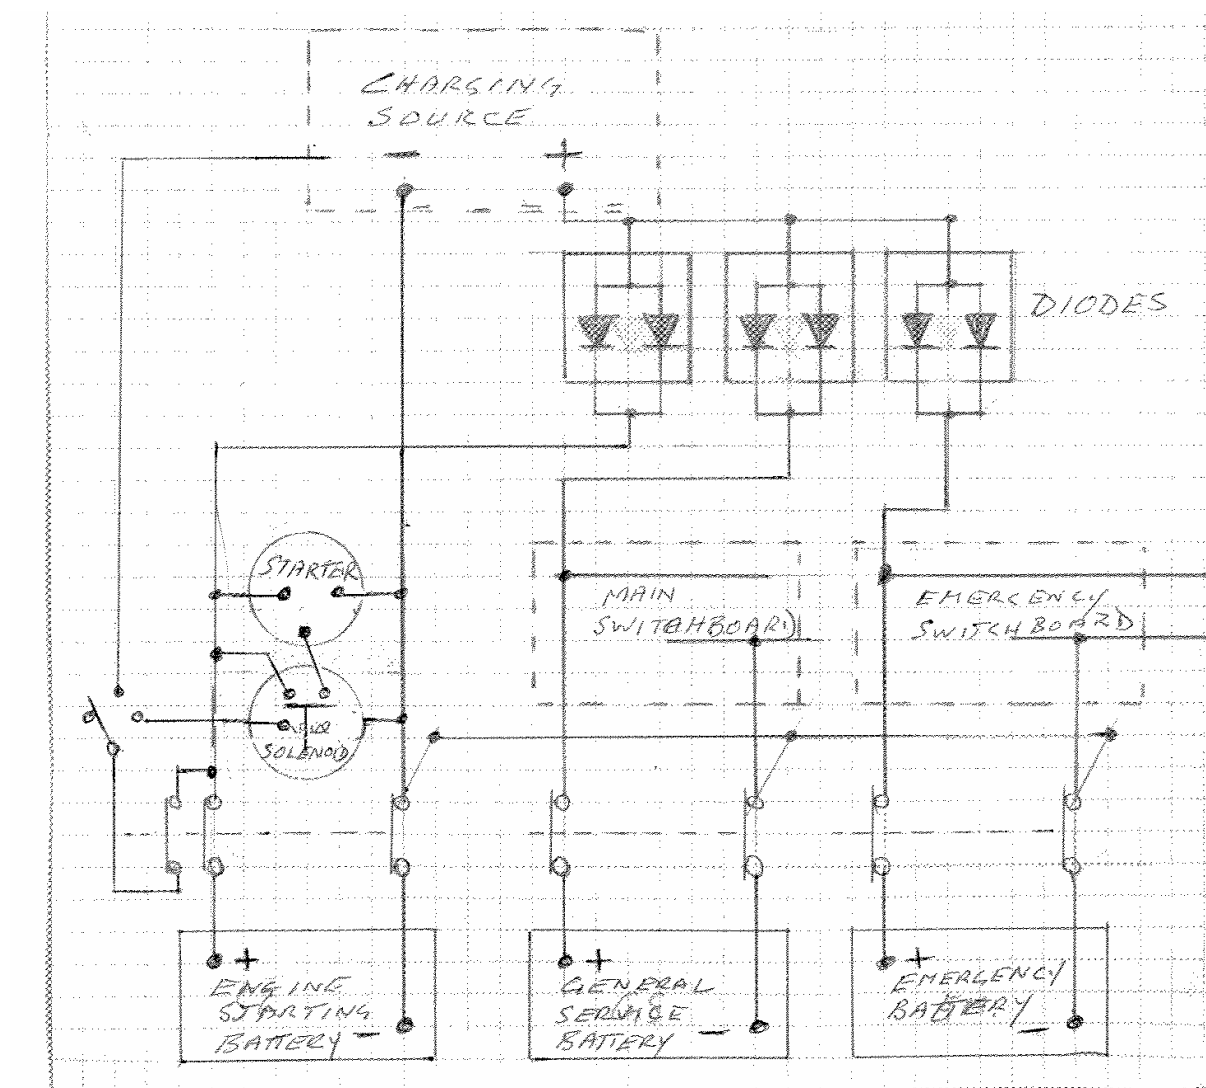 CHARGING
SOURCE
− +
DIODES
STARTER
MAIN
SWITCHBOARD
EMERGENCY
SWITCHBOARD
SOLENOID
+
ENGINE
STARTING
BATTERY −
+
GENERAL
SERVICE
BATTERY −
+
EMERGENCY
BATTERY −